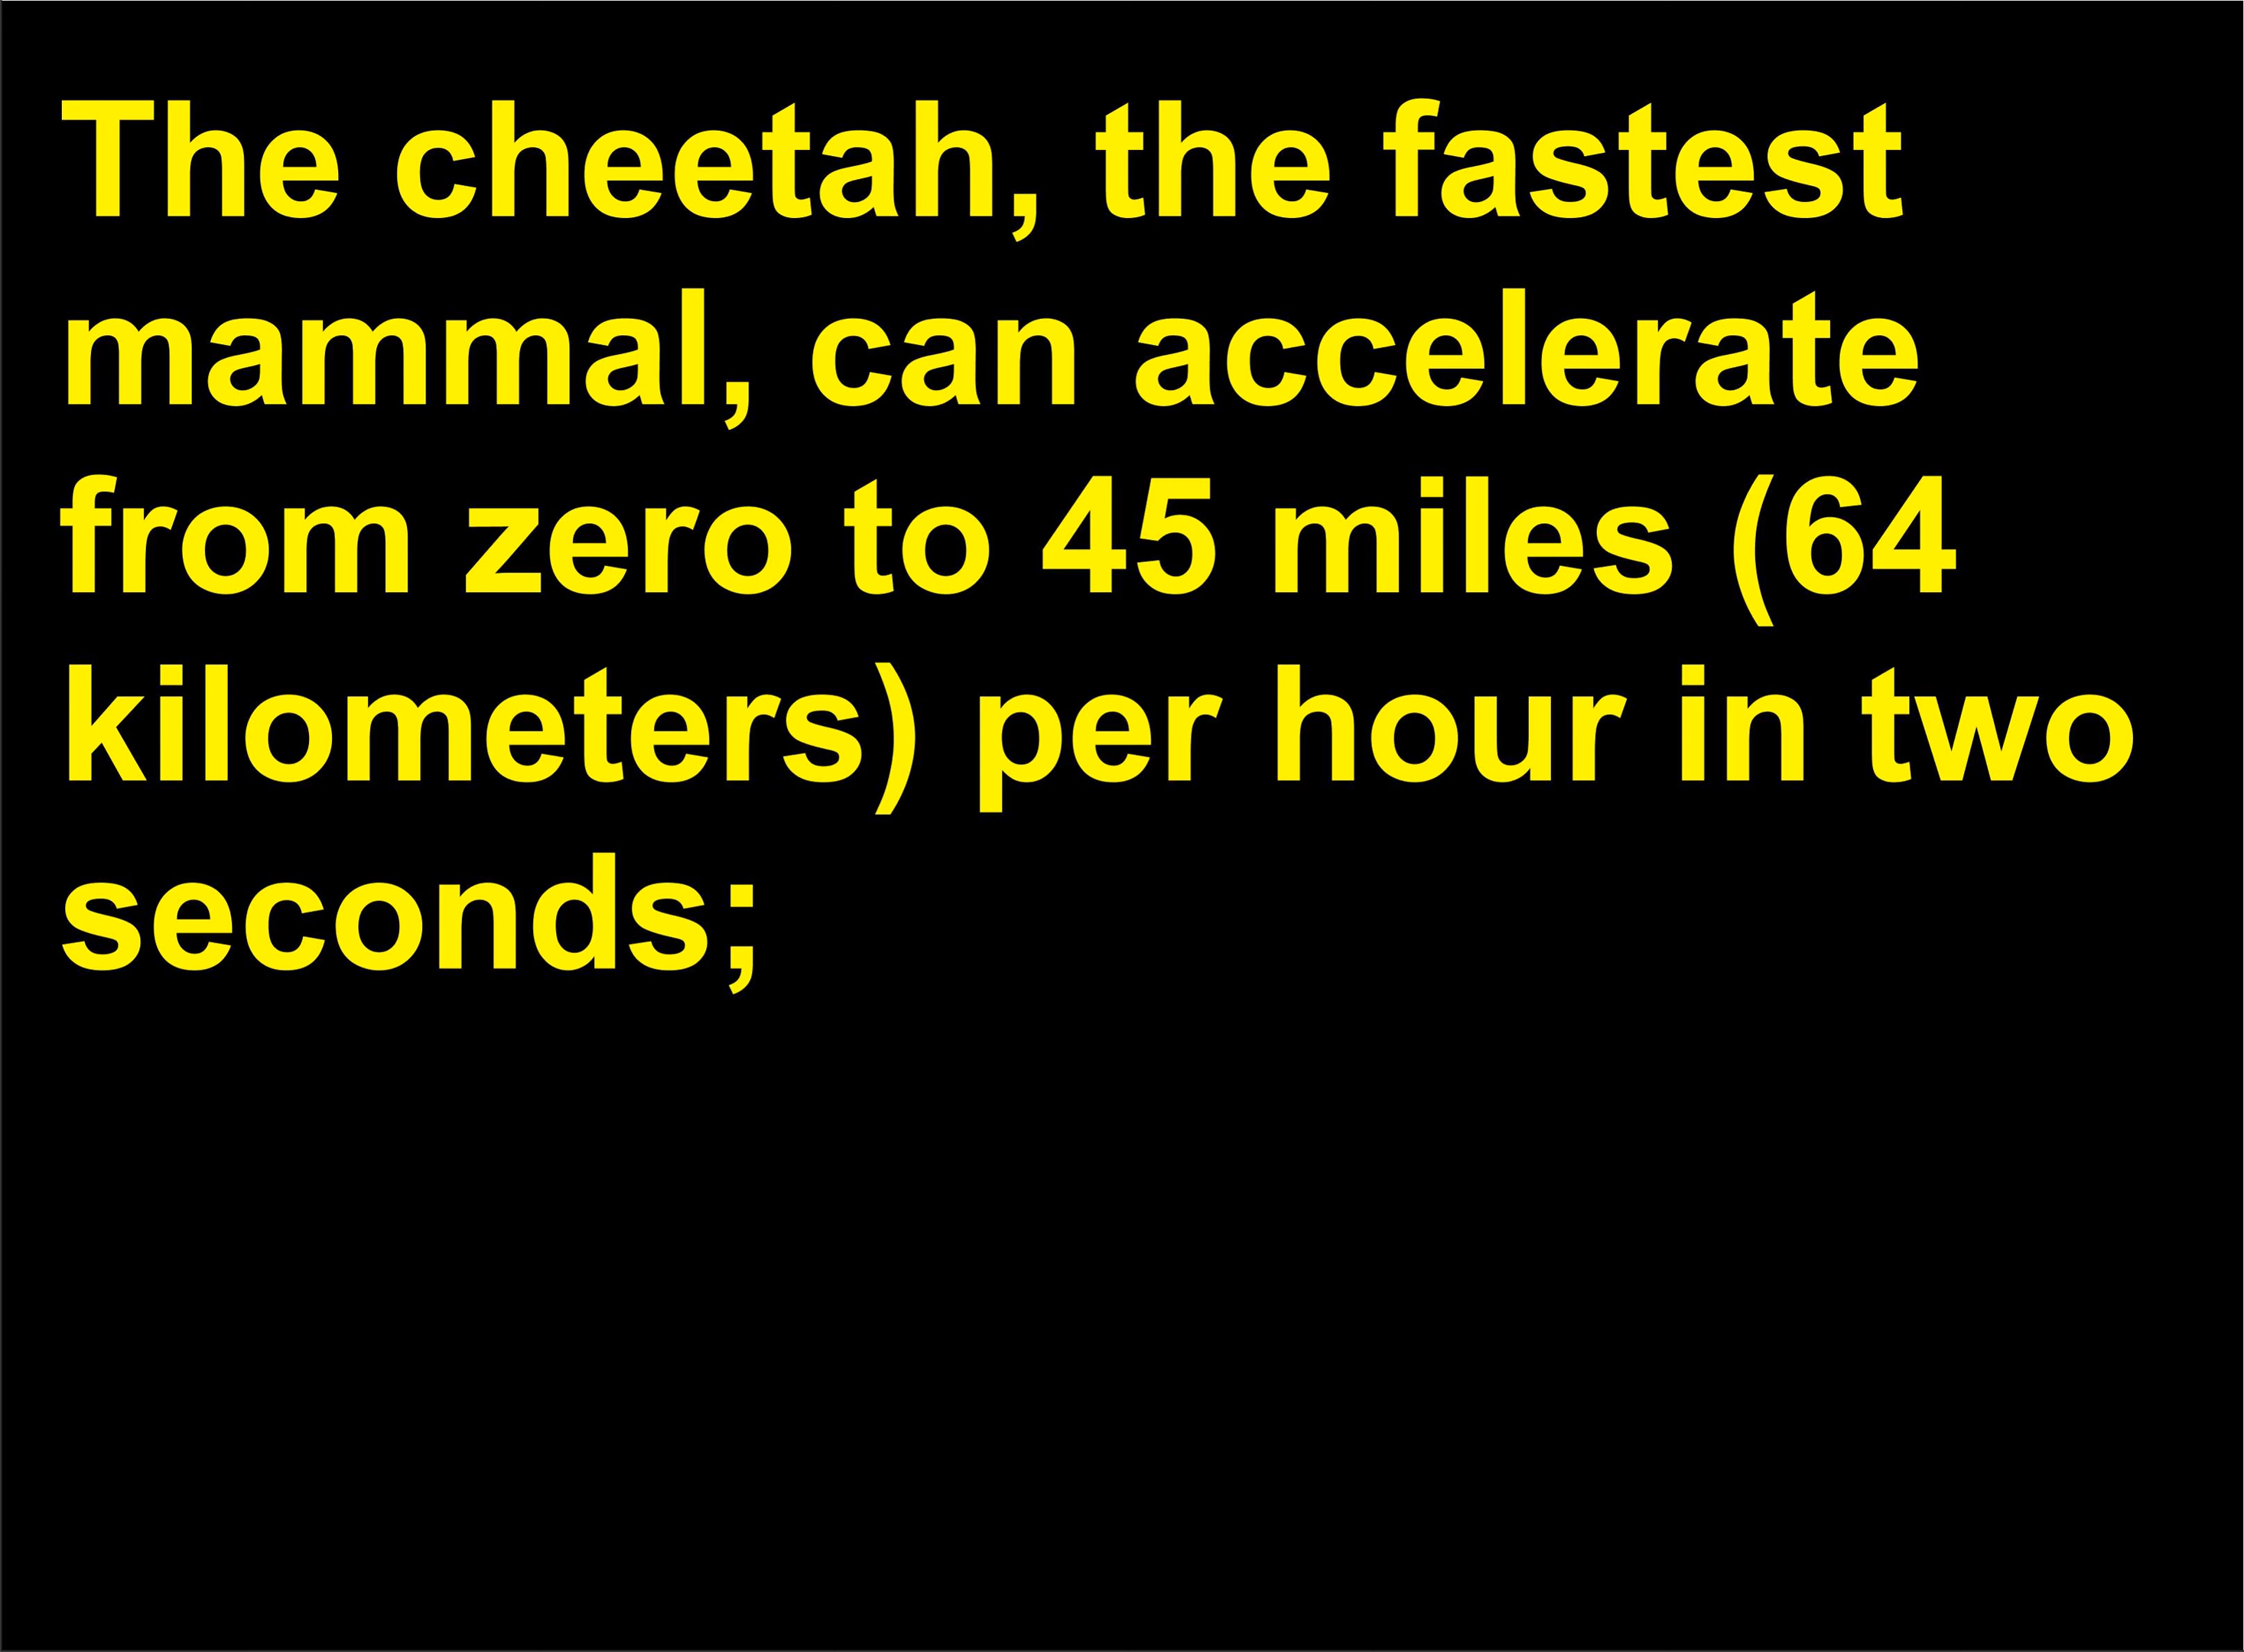 The cheetah, the fastest
mammal, can accelerate
from zero to 45 miles (64
kilometers) per hour in two
seconds;